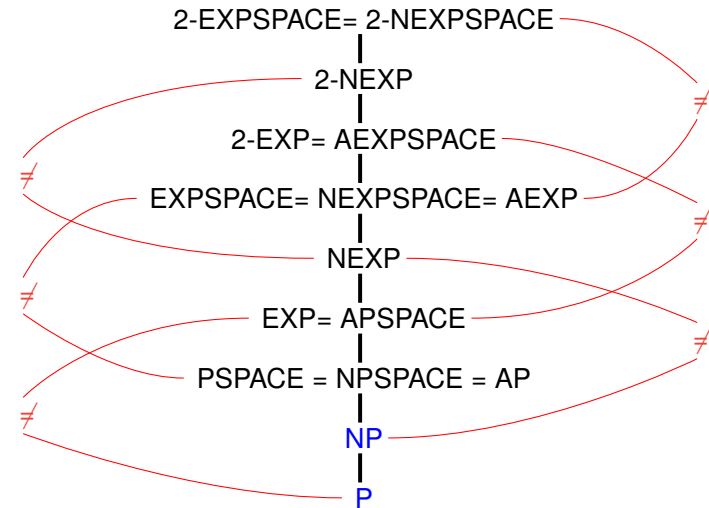 2-EXPSPACE= 2-NEXPSPACE
2-NEXP
≠
2-EXP= AEXPSPACE
≠
EXPSPACE= NEXPSPACE= AEXP
≠
NEXP
≠
EXP= APSPACE
≠
PSPACE = NPSPACE = AP
≠
NP
P